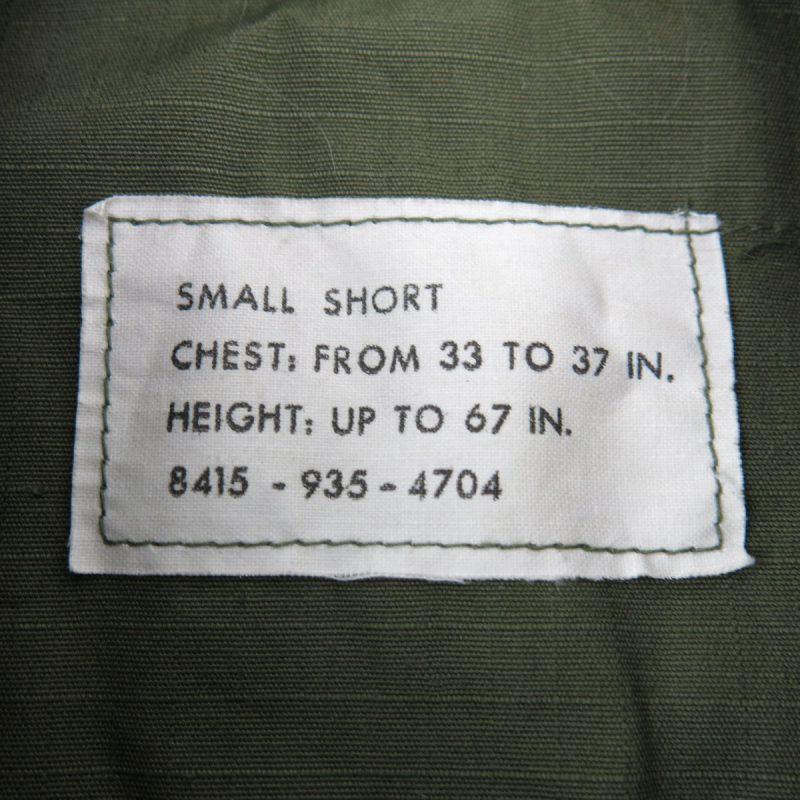 SMALL SHORT
CHEST: FROM 33 TO 37 IN.
HEIGHT: UP TO 67 IN.
8415 - 935 - 4704